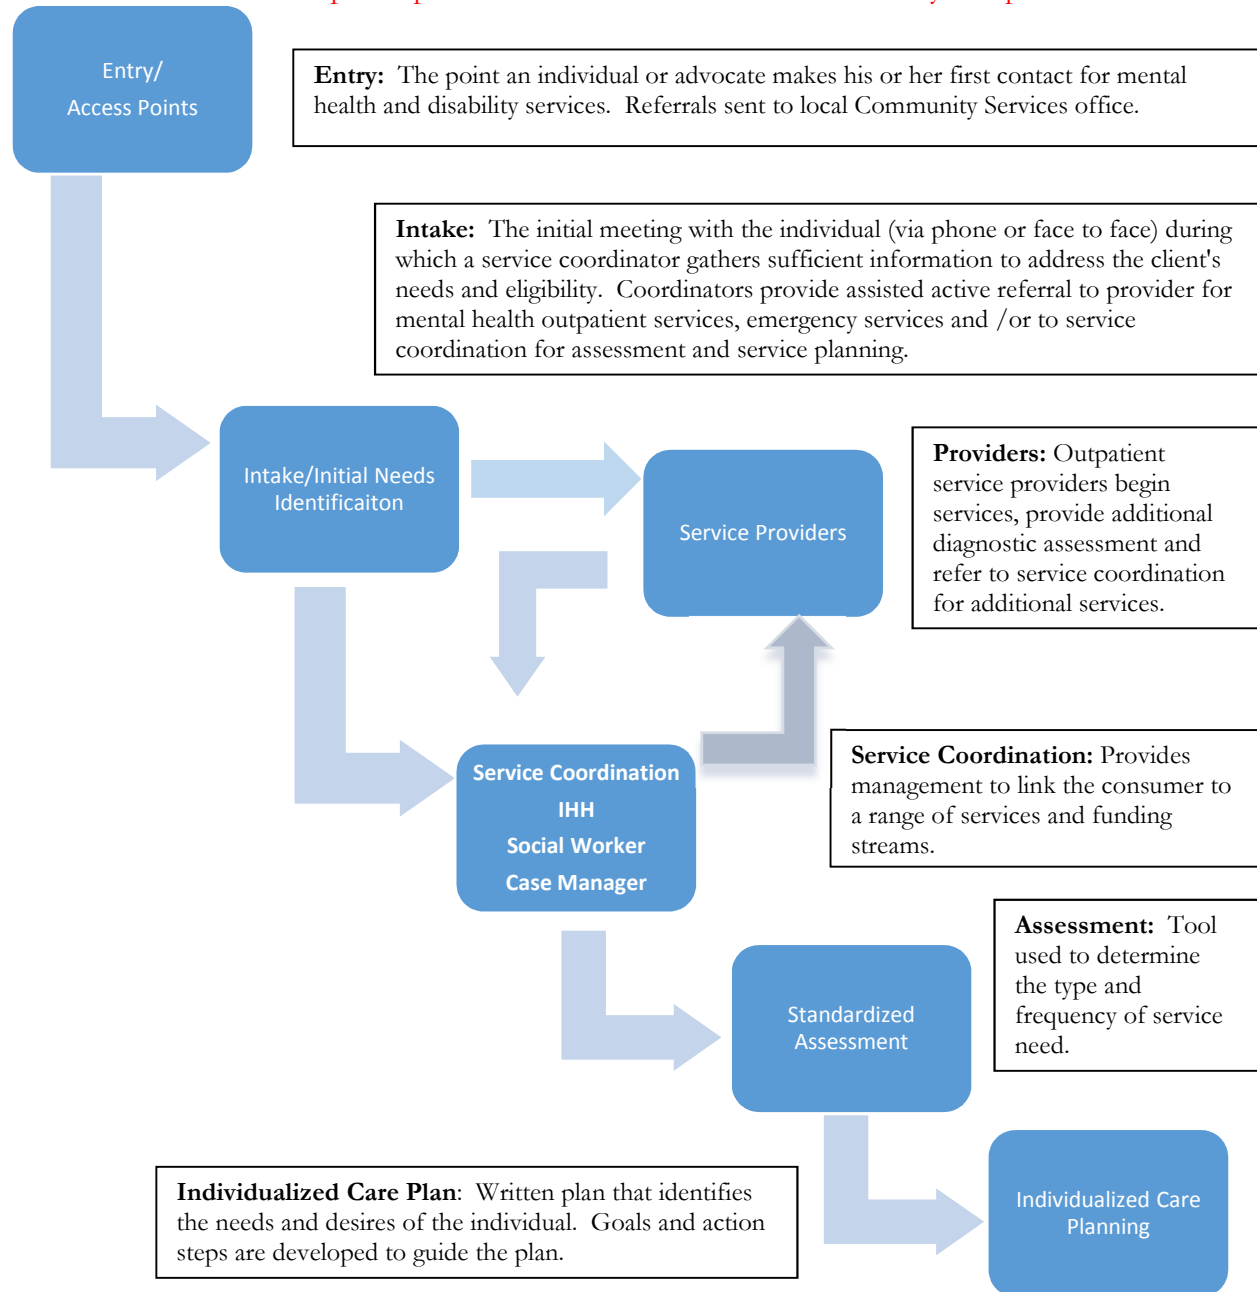 Entry/
Access Points
Entry:  The point an individual or advocate makes his or her first contact for mental
health and disability services.  Referrals sent to local Community Services office.
Intake:  The initial meeting with the individual (via phone or face to face) during
which a service coordinator gathers sufficient information to address the client's
needs and eligibility.  Coordinators provide assisted active referral to provider for
mental health outpatient services, emergency services and /or to service
coordination for assessment and service planning.
Intake/Initial Needs
Identificaiton
Service Providers
Providers: Outpatient
service providers begin
services, provide additional
diagnostic assessment and
refer to service coordination
for additional services.
Service Coordination
IHH
Social Worker
Case Manager
Service Coordination: Provides
management to link the consumer to
a range of services and funding
streams.
Assessment:  Tool
used to determine
the type and
frequency of service
need.
Standardized
Assessment
Individualized Care Plan:  Written plan that identifies
the needs and desires of the individual.  Goals and action
steps are developed to guide the plan.
Individualized Care
Planning